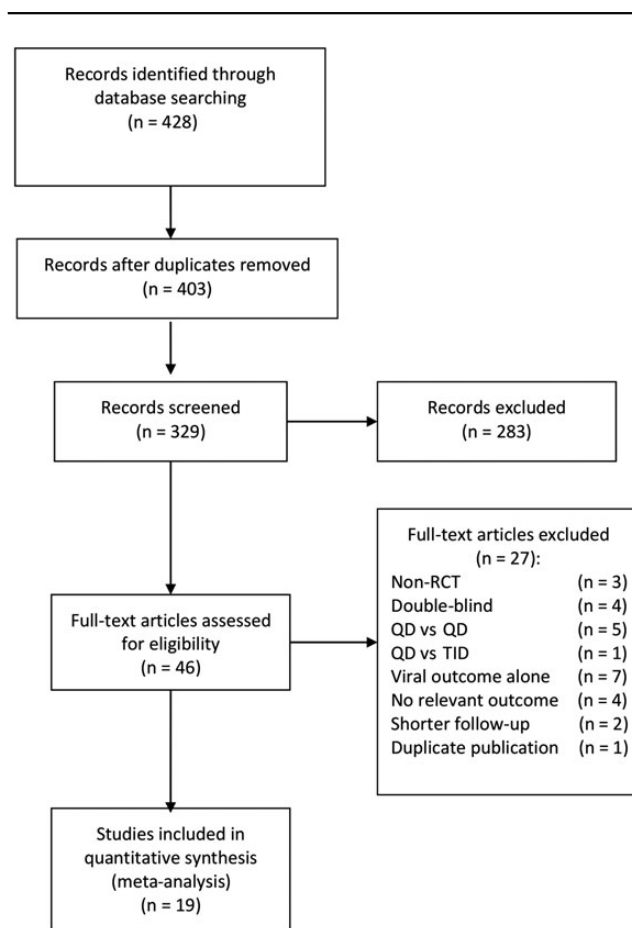 Records identified through
database searching
(n = 428)
Records after duplicates removed
(n = 403)
Records screened
(n = 329)
Records excluded
(n = 283)
Full-text articles assessed
for eligibility
(n = 46)
Full-text articles excluded
(n = 27):
Non-RCT (n = 3)
Double-blind (n = 4)
QD vs QD (n = 5)
QD vs TID (n = 1)
Viral outcome alone (n = 7)
No relevant outcome (n = 4)
Shorter follow-up (n = 2)
Duplicate publication (n = 1)
Studies included in
quantitative synthesis
(meta-analysis)
(n = 19)